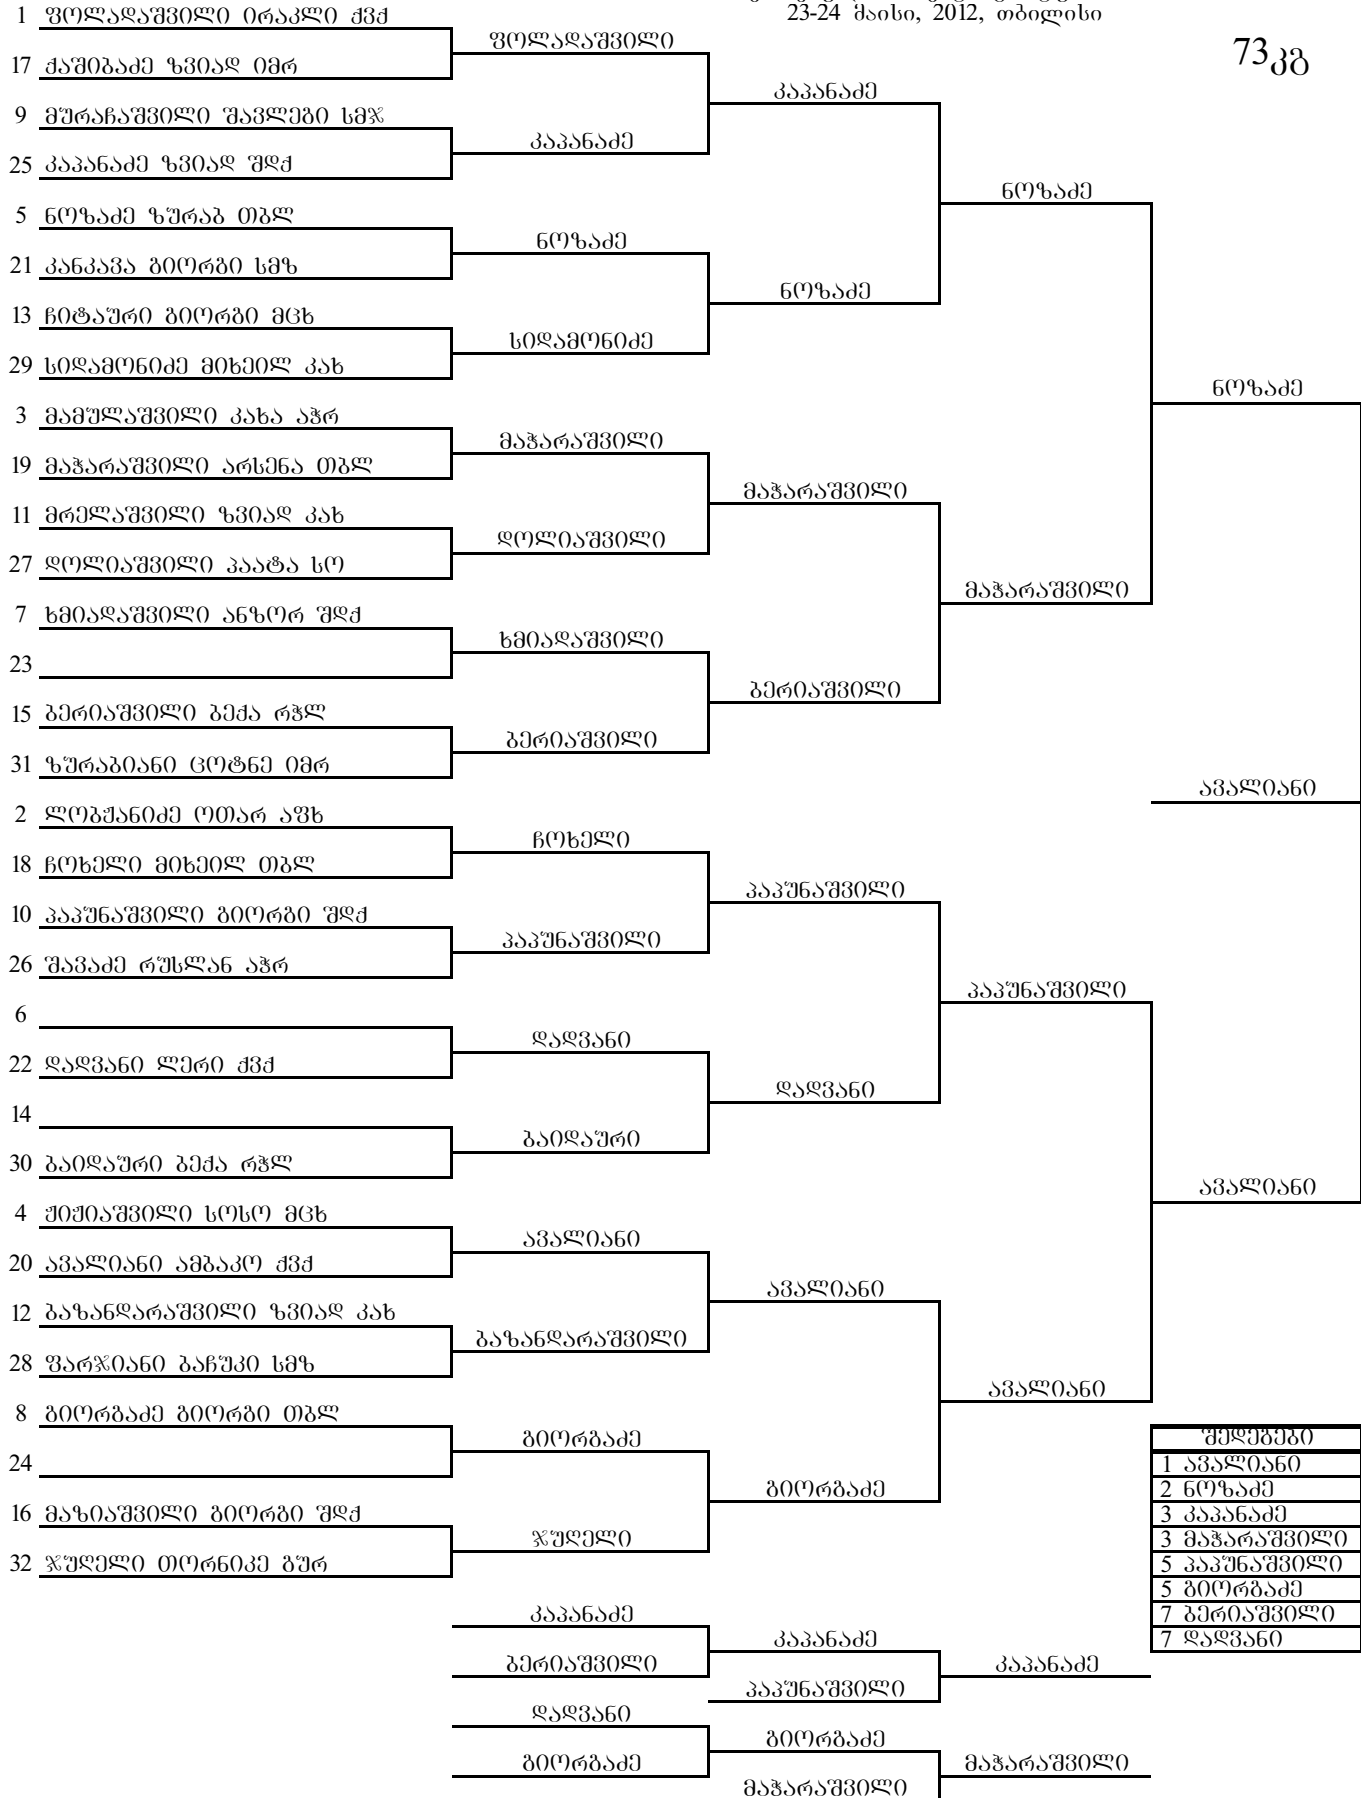 23-24 მაისი, 2012, თბილისი
73კგ
1 ფოლადაშვილი ირაკლი ქვქ
17 ქაშიბაძე ზვიად იმრ
9 მურაჩაშვილი შავლები სმჯ
25 კაპანაძე ზვიად შდქ
5 ნოზაძე ზურაბ თბლ
21 კანკავა გიორგი სმზ
13 ჩიტაური გიორგი მცხ
29 სიდამონიძე მიხეილ კახ
3 მამულაშვილი კახა აჭრ
19 მაჭარაშვილი არსენა თბლ
11 მრელაშვილი ზვიად კახ
27 დოლიაშვილი პაატა სო
7 ხმიადაშვილი ანზორ შდქ
23
15 ბერიაშვილი ბექა რჭლ
31 ზურაბიანი ცოტნე იმრ
2 ლობჟანიძე ოთარ აფხ
18 ჩოხელი მიხეილ თბლ
10 პაპუნაშვილი გიორგი შდქ
26 შავაძე რუსლან აჭრ
6
22 დადვანი ლერი ქვქ
14
30 ბაიდაური ბექა რჭლ
4 ჟიჟიაშვილი სოსო მცხ
20 ავალიანი ამბაკო ქვქ
12 ბაზანდარაშვილი ზვიად კახ
28 ფარჯიანი ბაჩუკი სმზ
8 გიორგაძე გიორგი თბლ
24
16 მაზიაშვილი გიორგი შდქ
32 ჯუღელი თორნიკე გურ
ფოლადაშვილი
კაპანაძე
ნოზაძე
სიდამონიძე
მაჭარაშვილი
დოლიაშვილი
ხმიადაშვილი
ბერიაშვილი
ჩოხელი
პაპუნაშვილი
დადვანი
ბაიდაური
ავალიანი
ბაზანდარაშვილი
გიორგაძე
ჯუღელი
კაპანაძე
ნოზაძე
მაჭარაშვილი
ბერიაშვილი
პაპუნაშვილი
დადვანი
ავალიანი
გიორგაძე
ნოზაძე
მაჭარაშვილი
პაპუნაშვილი
ავალიანი
ნოზაძე
ავალიანი
ავალიანი
შედეგები
1 ავალიანი
2 ნოზაძე
3 კაპანაძე
3 მაჭარაშვილი
5 პაპუნაშვილი
5 გიორგაძე
7 ბერიაშვილი
7 დადვანი
კაპანაძე
ბერიაშვილი
დადვანი
გიორგაძე
კაპანაძე
პაპუნაშვილი
გიორგაძე
მაჭარაშვილი
კაპანაძე
მაჭარაშვილი